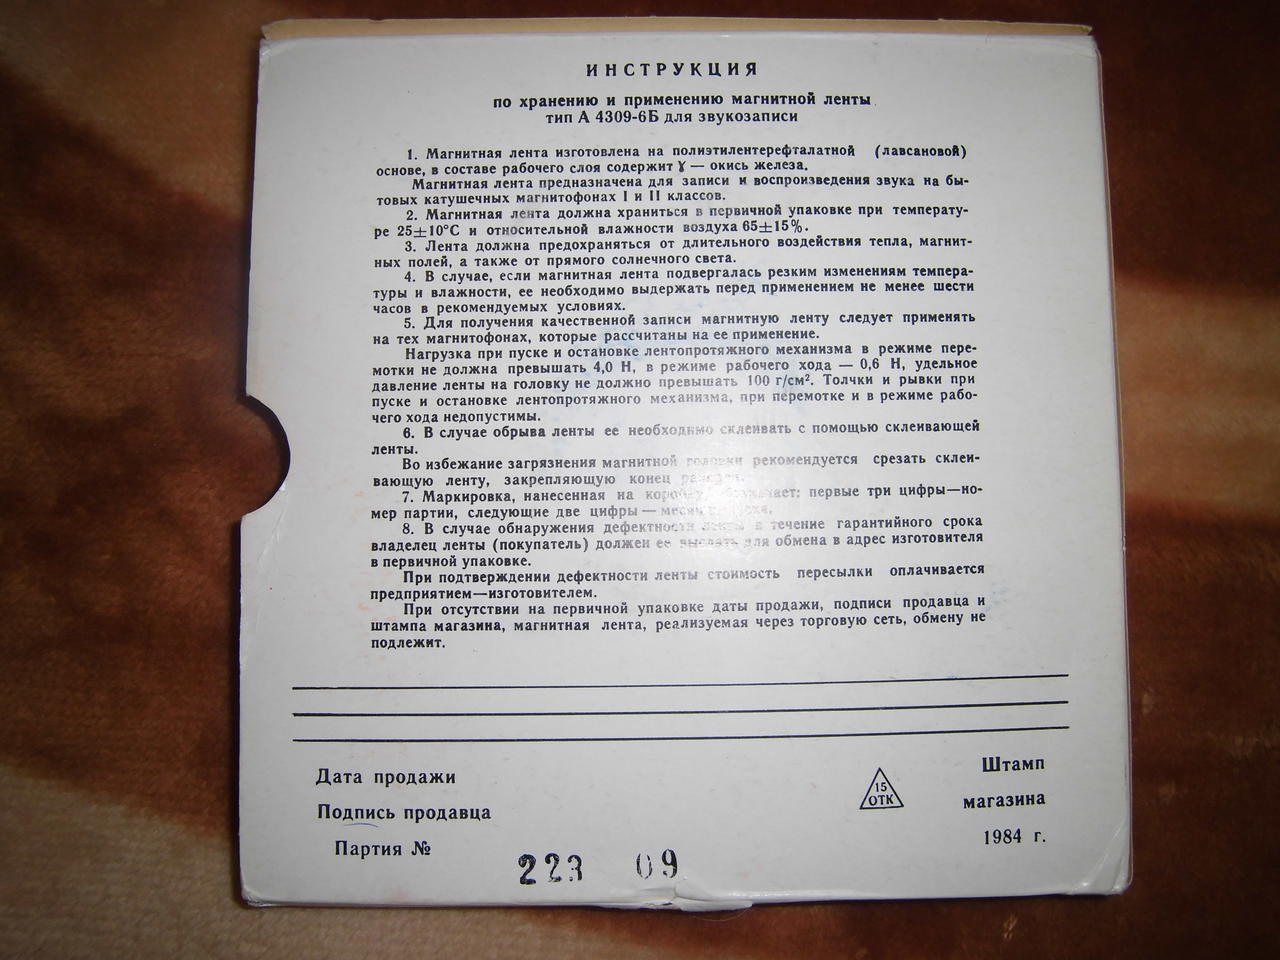 ИНСТРУКЦИЯ
по хранению и применению магнитной ленты
тип А 4309-6Б для звукозаписи
1. Магнитная лента изготовлена на полиэтилентерефталатной (лавсановой)
основе, в составе рабочего слоя содержит ɣ — окись железа.
Магнитная лента предназначена для записи и воспроизведения звука на бы-
товых катушечных магнитофонах I и II классов.
2. Магнитная лента должна храниться в первичной упаковке при температу-
ре 25±10°С и относительной влажности воздуха 65±15%.
3. Лента должна предохраняться от длительного воздействия тепла, магнит-
ных полей, а также от прямого солнечного света.
4. В случае, если магнитная лента подвергалась резким изменениям темпера-
туры и влажности, ее необходимо выдержать перед применением не менее шести
часов в рекомендуемых условиях.
5. Для получения качественной записи магнитную ленту следует применять
на тех магнитофонах, которые рассчитаны на ее применение.
Нагрузка при пуске и остановке лентопротяжного механизма в режиме пере-
мотки не должна превышать 4,0 Н, в режиме рабочего хода — 0,6 Н, удельное
давление ленты на головку не должно превышать 100 г/см². Толчки и рывки при
пуске и остановке лентопротяжного механизма, при перемотке и в режиме рабо-
чего хода недопустимы.
6. В случае обрыва ленты ее необходимо склеивать с помощью склеивающей
ленты.
Во избежание загрязнения магнитной головки рекомендуется срезать склеи-
вающую ленту, закрепляющую конец
7. Маркировка, нанесенная на коробку, обозначает: первые три цифры—но-
мер партии, следующие две цифры — месяц выпуска.
8. В случае обнаружения дефектности ленты в течение гарантийного срока
владелец ленты (покупатель) должен ее выслать для обмена в адрес изготовителя
в первичной упаковке.
При подтверждении дефектности ленты стоимость пересылки оплачивается
предприятием—изготовителем.
При отсутствии на первичной упаковке даты продажи, подписи продавца и
штампа магазина, магнитная лента, реализуемая через торговую сеть, обмену не
подлежит.
Дата продажи
Подпись продавца
Партия №
223 09
15
ОТК
Штамп
магазина
1984 г.